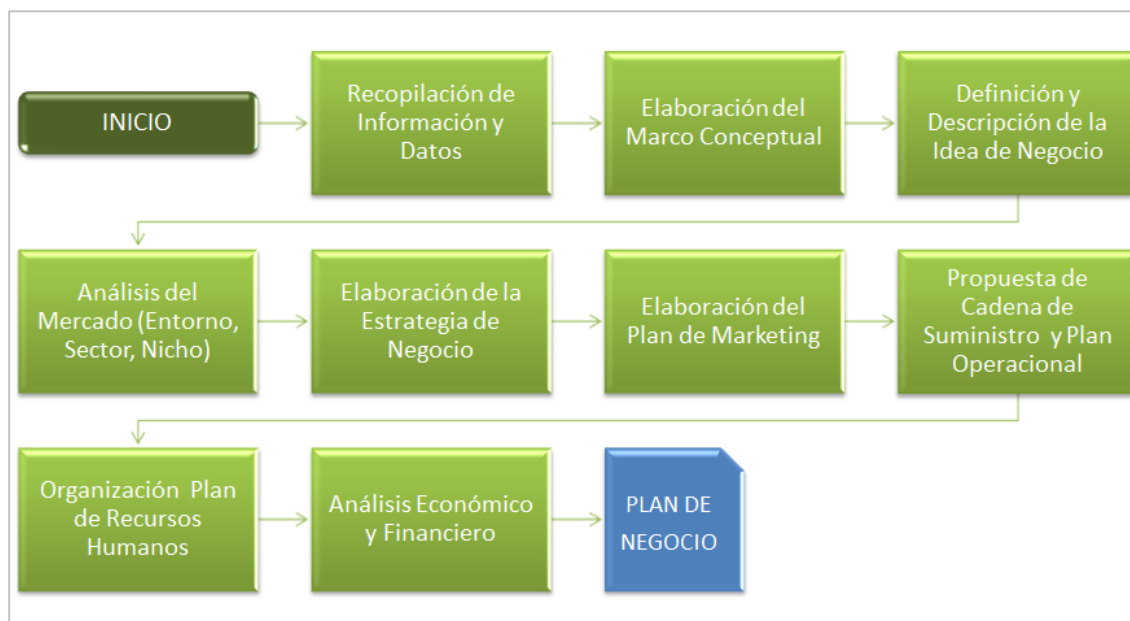 INICIO
Recopilación de
Información y
Datos
Elaboración del
Marco Conceptual
Definición y
Descripción de la
Idea de Negocio
Análisis del
Mercado (Entorno,
Sector, Nicho)
Elaboración de la
Estrategia de
Negocio
Elaboración del
Plan de Marketing
Propuesta de
Cadena de
Suministro y Plan
Operacional
Organización Plan
de Recursos
Humanos
Análisis Económico
y Financiero
PLAN DE
NEGOCIO